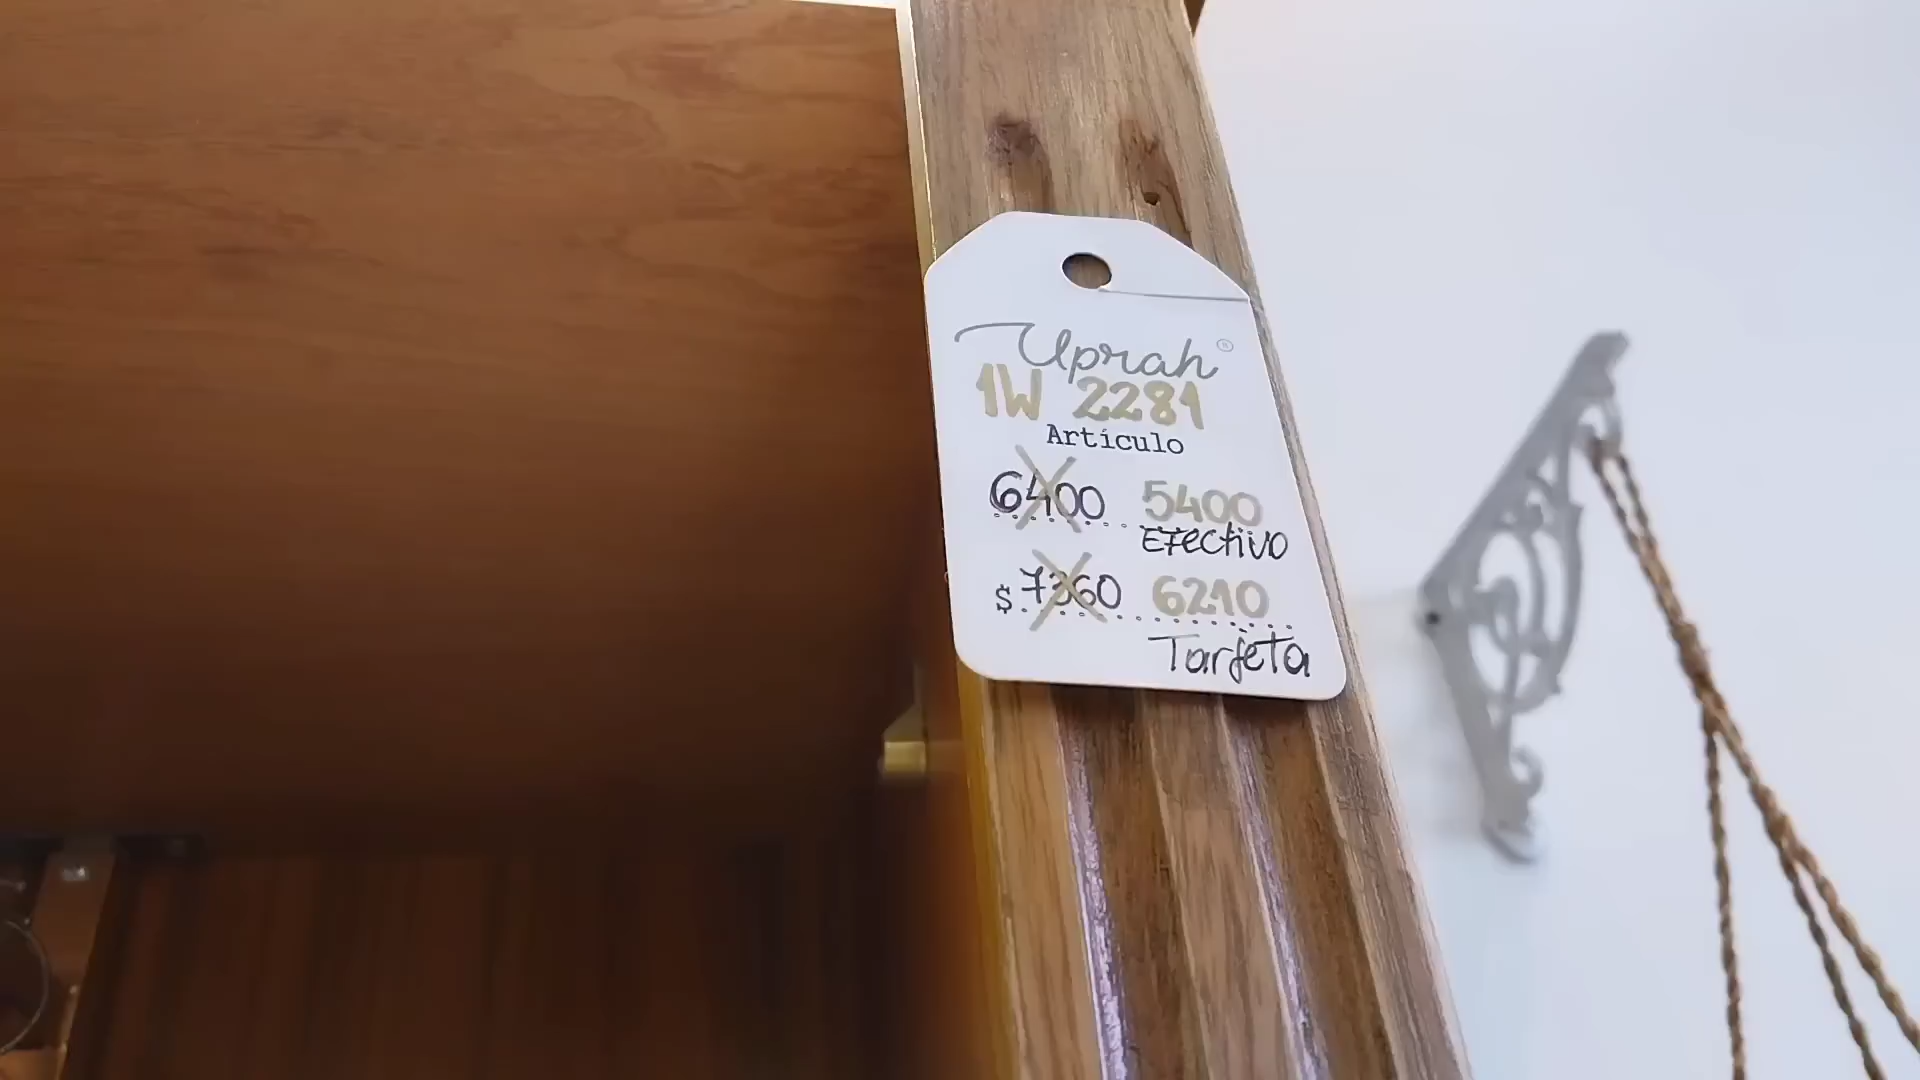 Uprah®
1W 2281
Artículo
6400 5400
Efectivo
$ 7360 6210
Tarjeta